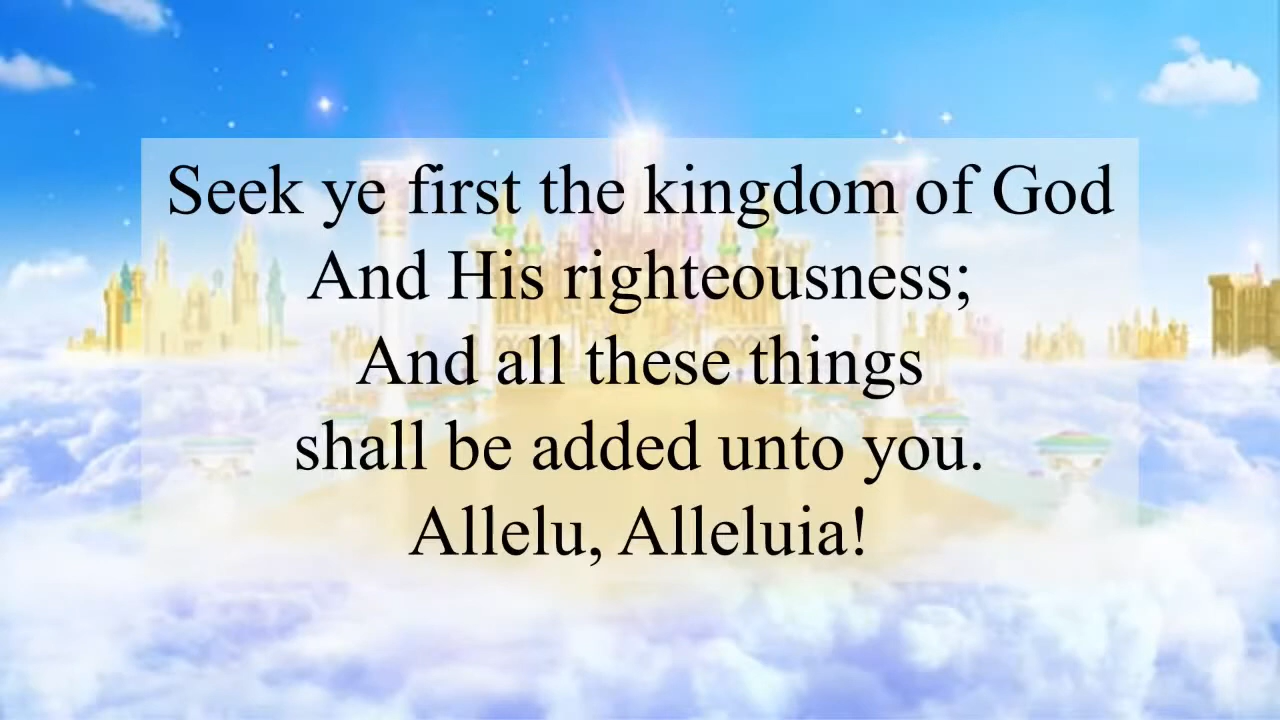 Seek ye first the kingdom of God
And His righteousness;
And all these things
shall be added unto you.
Allelu, Alleluia!